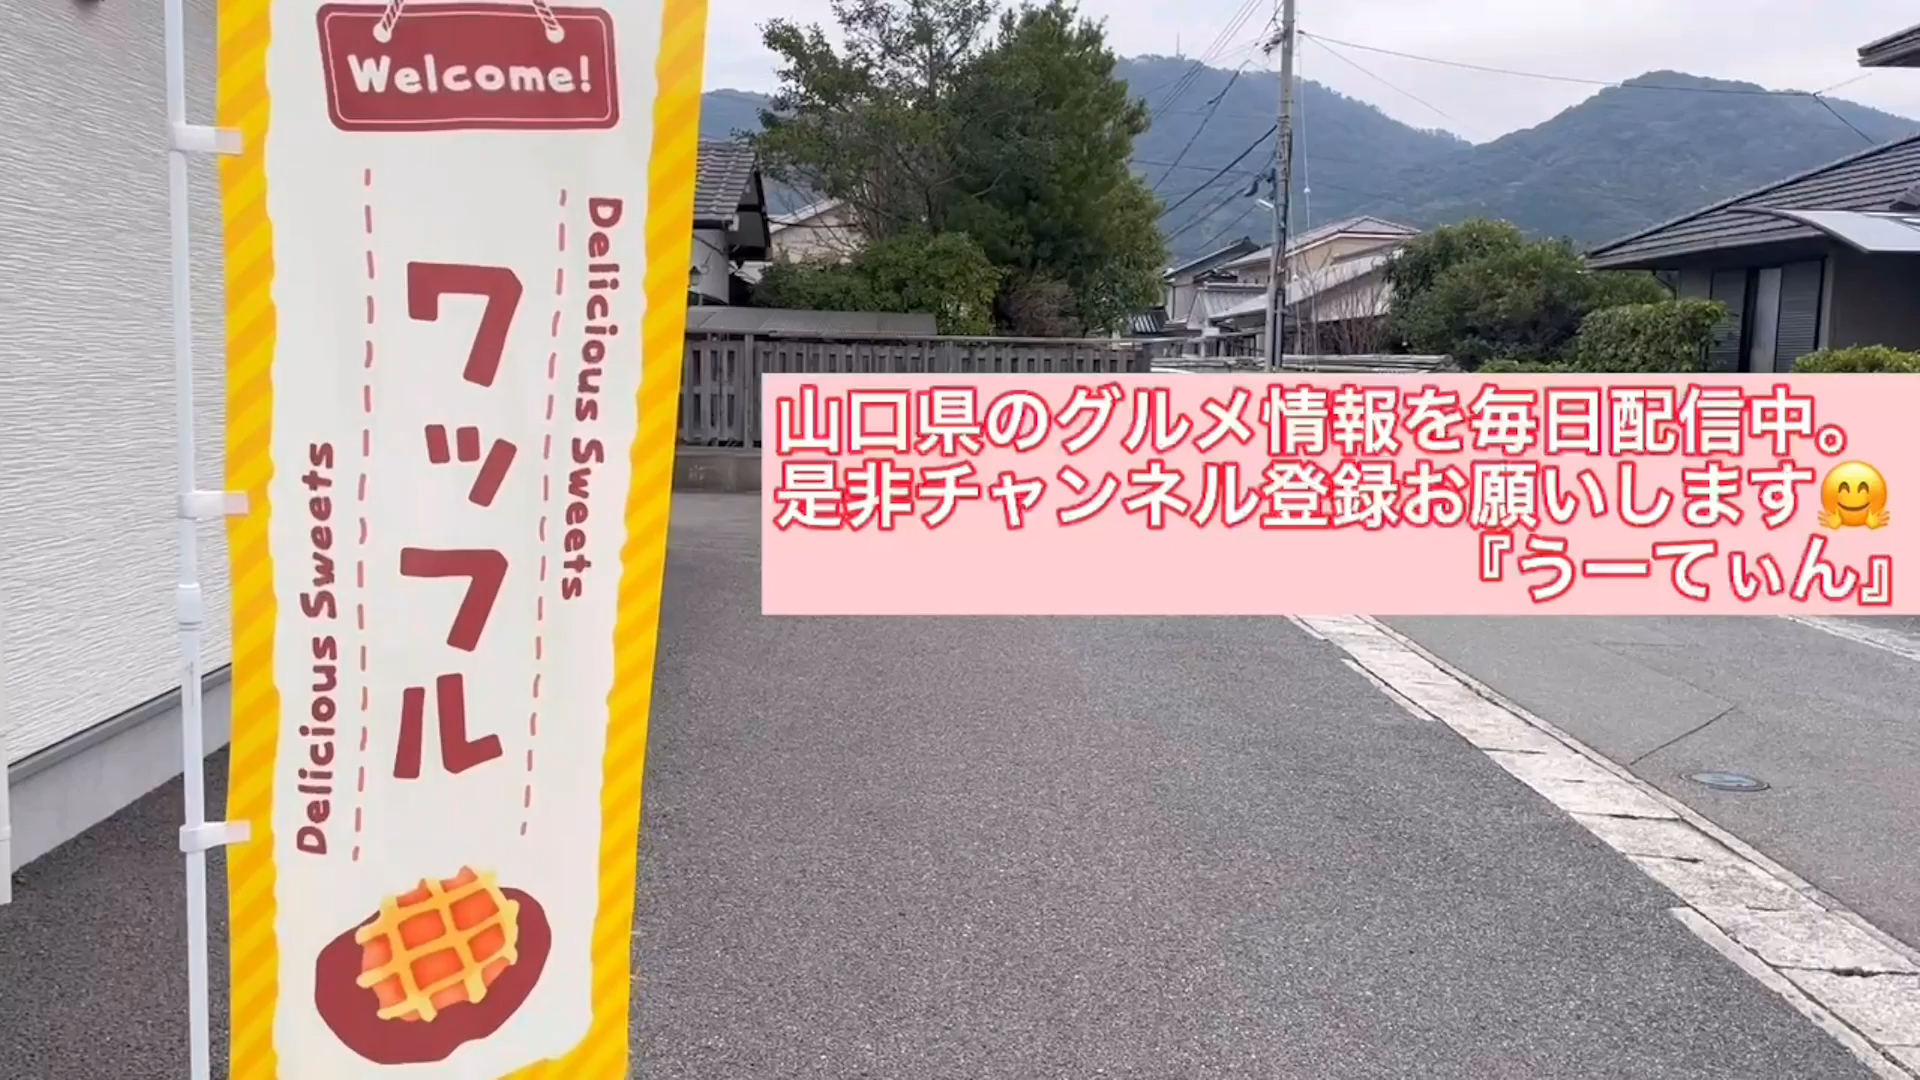 Welcome!
Delicious Sweets
ワッフル
Delicious Sweets
山口県のグルメ情報を毎日配信中。
是非チャンネル登録お願いします🤗
『うーてぃん』